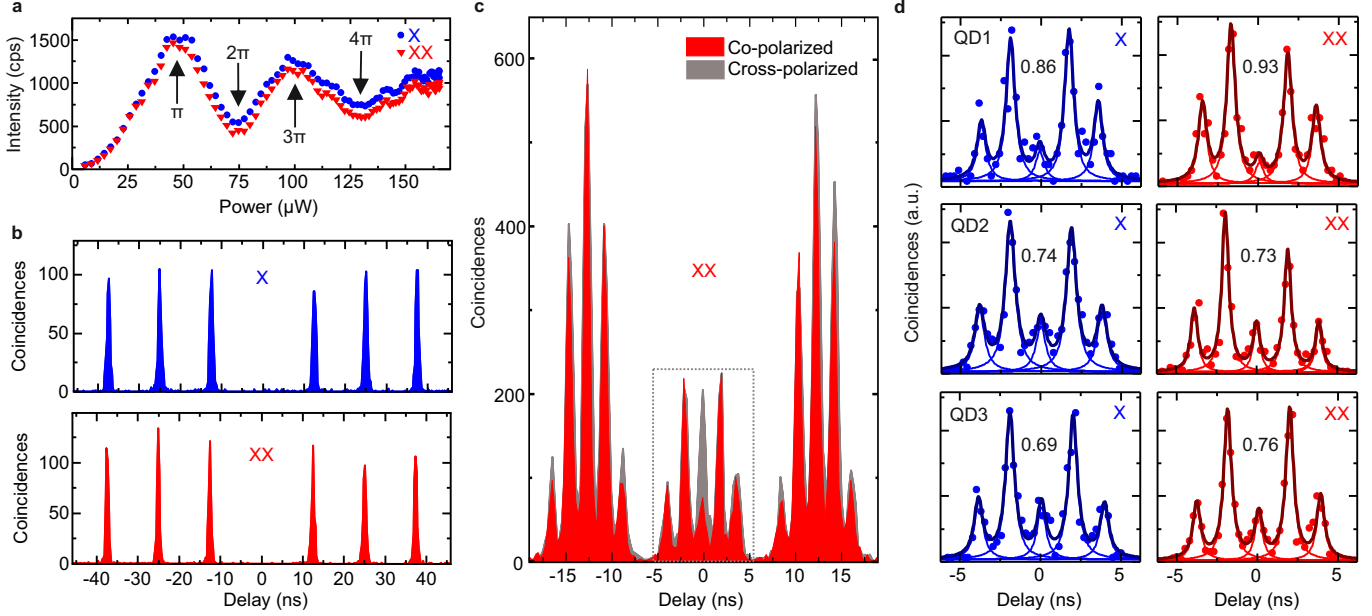 a
Intensity (cps)
1500
1000
500
0
X
XX
π
2π
3π
4π
0 25 50 75 100 125 150
Power (µW)
b
Coincidences
100
50
0
X
Coincidences
100
50
0
XX
-40 -30 -20 -10 0 10 20 30 40
Delay (ns)
c
Coincidences
600
400
200
0
Co-polarized
Cross-polarized
XX
-15 -10 -5 0 5 10 15
Delay (ns)
d
Coincidences (a.u.)
QD1 X
0.86
XX
0.93
QD2 X
0.74
XX
0.73
QD3 X
0.69
XX
0.76
-5 0 5
-5 0 5
Delay (ns)
Delay (ns)